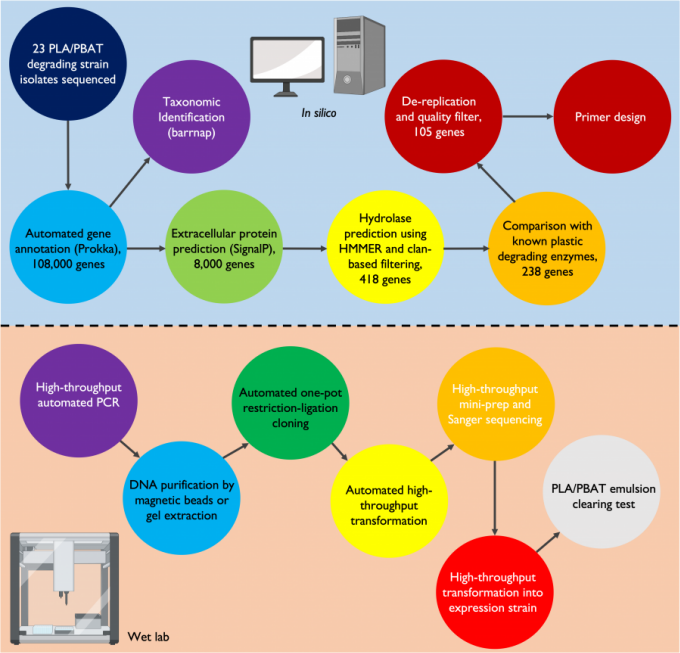 23 PLA/PBAT
degrading strain
isolates sequenced
Taxonomic
Identification
(barrnap)
In silico
De-replication
and quality filter,
105 genes
Primer design
Automated gene
annotation (Prokka),
108,000 genes
Extracellular protein
prediction (SignalP),
8,000 genes
Hydrolase
prediction using
HMMER and clan-
based filtering,
418 genes
Comparison with
known plastic
degrading enzymes,
238 genes
High-throughput
automated PCR
DNA purification by
magnetic beads or
gel extraction
Automated one-pot
restriction-ligation
cloning
Automated high-
throughput
transformation
High-throughput
mini-prep and
Sanger sequencing
High-throughput
transformation into
expression strain
PLA/PBAT emulsion
clearing test
Wet lab